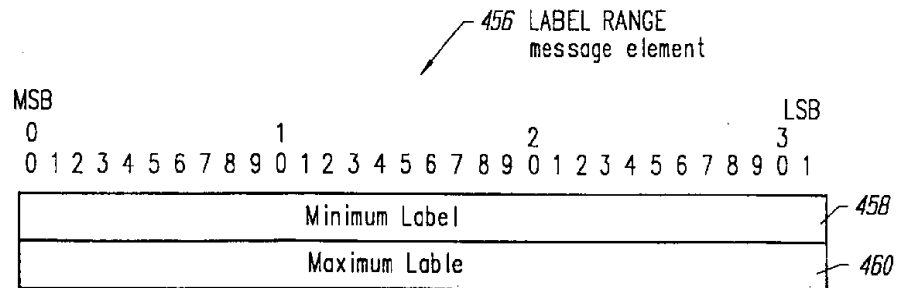 456 LABEL RANGE
message element
MSB LSB
0 1 2 3
0 1 2 3 4 5 6 7 8 9 0 1 2 3 4 5 6 7 8 9 0 1 2 3 4 5 6 7 8 9 0 1
Minimum Label 458
Maximum Lable 460